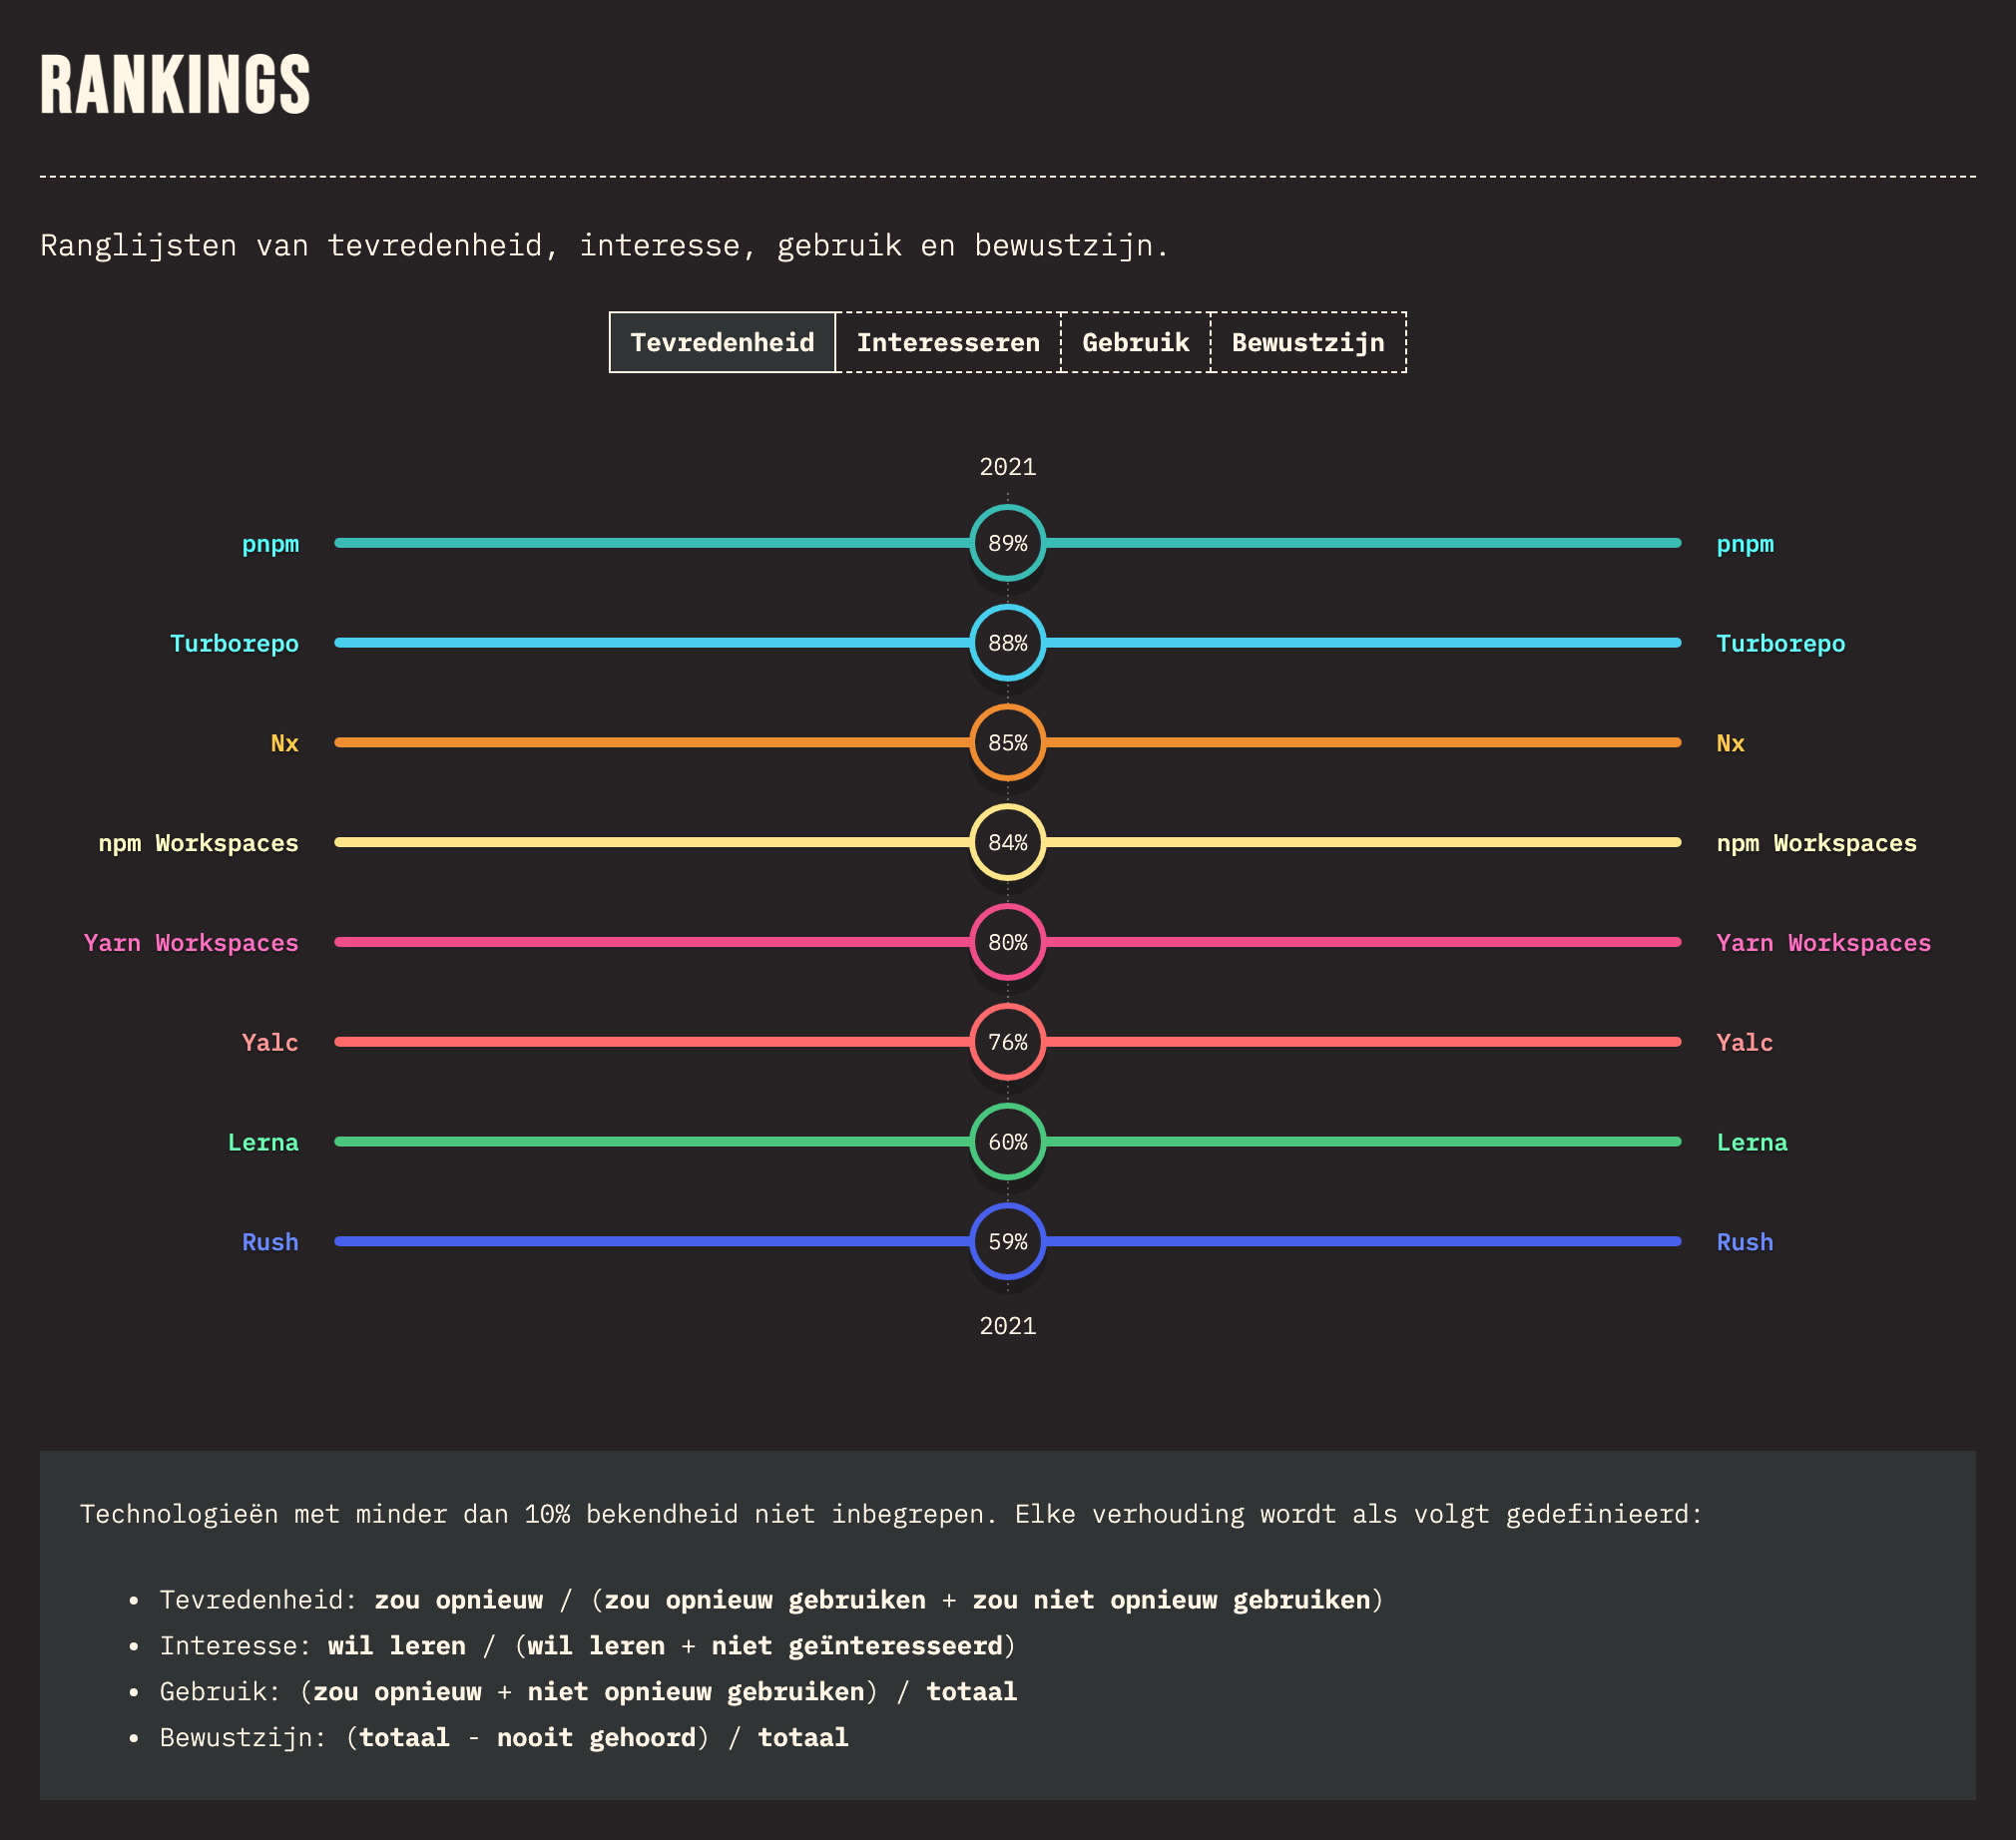 RANKINGS
Ranglijsten van tevredenheid, interesse, gebruik en bewustzijn.
Tevredenheid Interesseren Gebruik Bewustzijn
2021
pnpm 89% pnpm
Turborepo 88% Turborepo
Nx 85% Nx
npm Workspaces 84% npm Workspaces
Yarn Workspaces 80% Yarn Workspaces
Yalc 76% Yalc
Lerna 60% Lerna
Rush 59% Rush
2021
Technologieën met minder dan 10% bekendheid niet inbegrepen. Elke verhouding wordt als volgt gedefinieerd:
• Tevredenheid: zou opnieuw / (zou opnieuw gebruiken + zou niet opnieuw gebruiken)
• Interesse: wil leren / (wil leren + niet geïnteresseerd)
• Gebruik: (zou opnieuw + niet opnieuw gebruiken) / totaal
• Bewustzijn: (totaal - nooit gehoord) / totaal